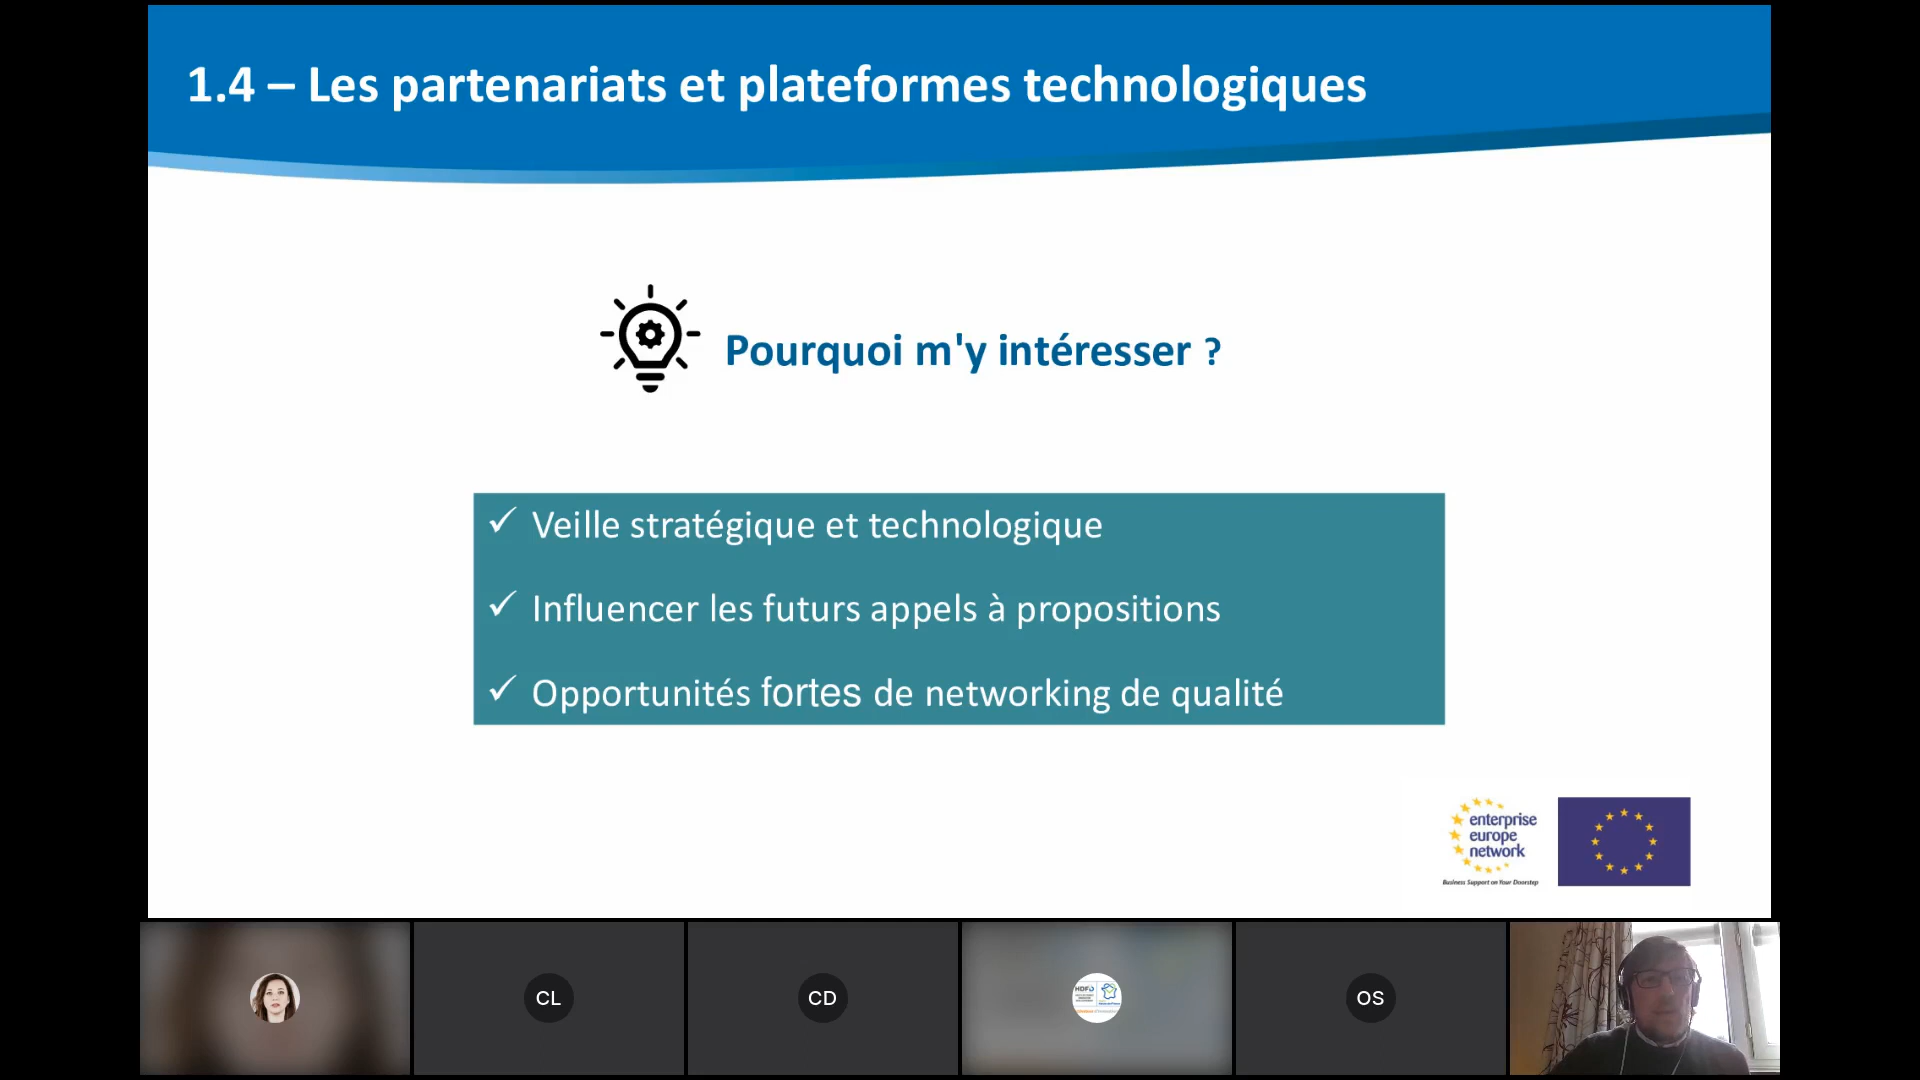 1.4 – Les partenariats et plateformes technologiques
Pourquoi m'y intéresser ?
✓ Veille stratégique et technologique
✓ Influencer les futurs appels à propositions
✓ Opportunités fortes de networking de qualité
enterprise
europe
network
Business Support on Your Doorstep
CL
CD
HDF
OS